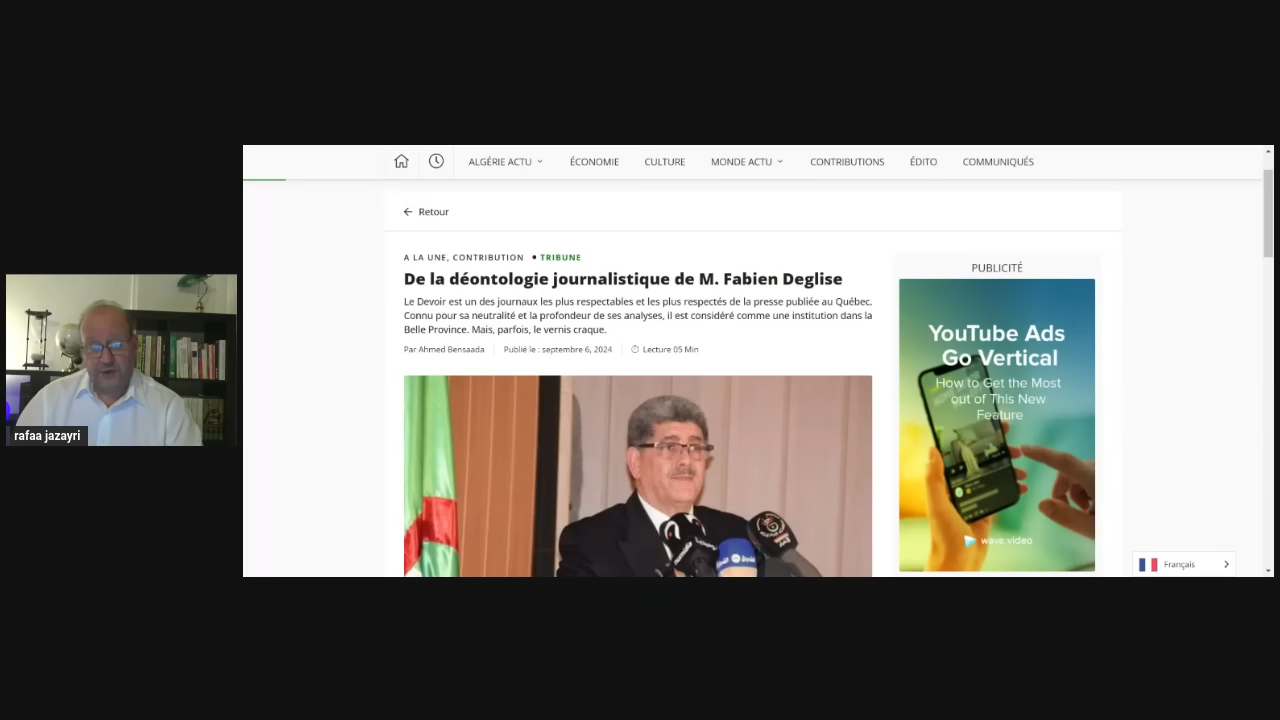 ALGÉRIE ACTU
ÉCONOMIE
CULTURE
MONDE ACTU
CONTRIBUTIONS
ÉDITO
COMMUNIQUÉS
Retour
A LA UNE, CONTRIBUTION • TRIBUNE
De la déontologie journalistique de M. Fabien Deglise
Le Devoir est un des journaux les plus respectables et les plus respectés de la presse publiée au Québec.
Connu pour sa neutralité et la profondeur de ses analyses, il est considéré comme une institution dans la
Belle Province. Mais, parfois, le vernis craque.
Par Ahmed Bensaada
Publié le : septembre 6, 2024
Lecture 05 Min
PUBLICITÉ
YouTube Ads
Go Vertical
How to Get the Most
out of This New
Feature
wave.video
Français
rafaa jazayri